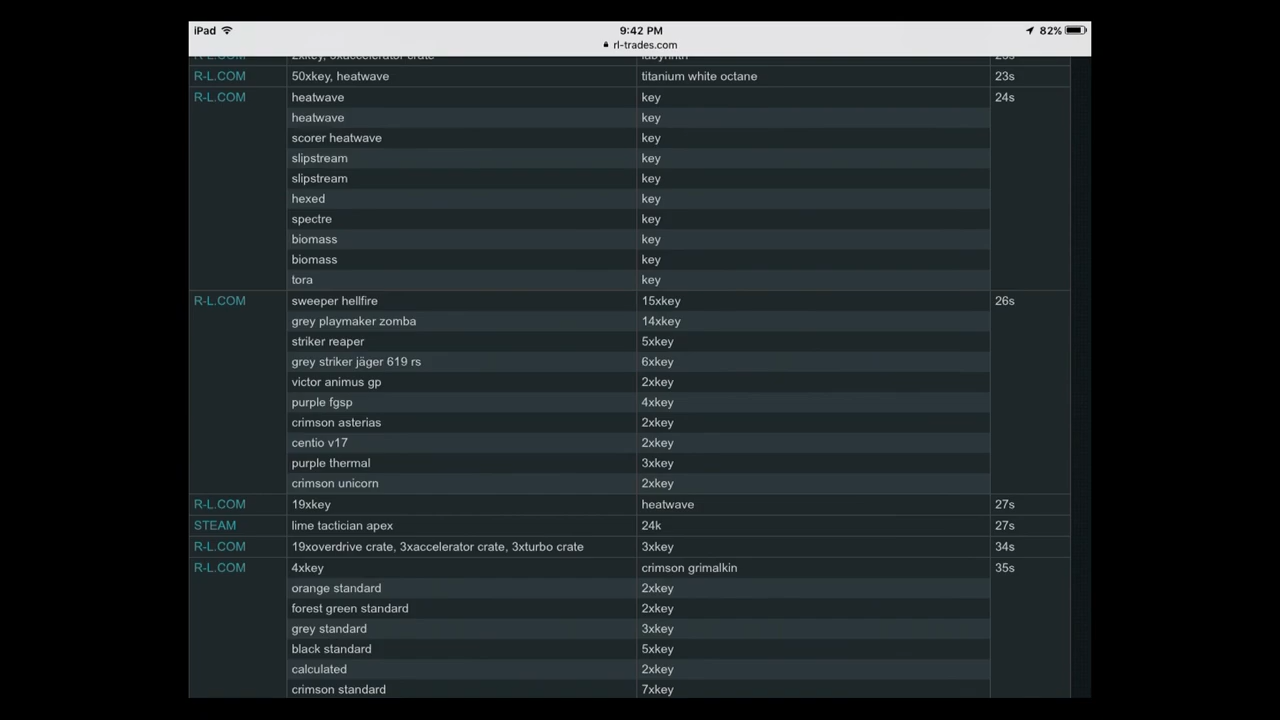 iPad 9:42 PM 82%
rl-trades.com
R-L.COM 2xkey, 3xaccelerator crate labyrinth 23s
R-L.COM 50xkey, heatwave titanium white octane 23s
R-L.COM heatwave key 24s
heatwave key
scorer heatwave key
slipstream key
slipstream key
hexed key
spectre key
biomass key
biomass key
tora key
R-L.COM sweeper hellfire 15xkey 26s
grey playmaker zomba 14xkey
striker reaper 5xkey
grey striker jäger 619 rs 6xkey
victor animus gp 2xkey
purple fgsp 4xkey
crimson asterias 2xkey
centio v17 2xkey
purple thermal 3xkey
crimson unicorn 2xkey
R-L.COM 19xkey heatwave 27s
STEAM lime tactician apex 24k 27s
R-L.COM 19xoverdrive crate, 3xaccelerator crate, 3xturbo crate 3xkey 34s
R-L.COM 4xkey crimson grimalkin 35s
orange standard 2xkey
forest green standard 2xkey
grey standard 3xkey
black standard 5xkey
calculated 2xkey
crimson standard 7xkey